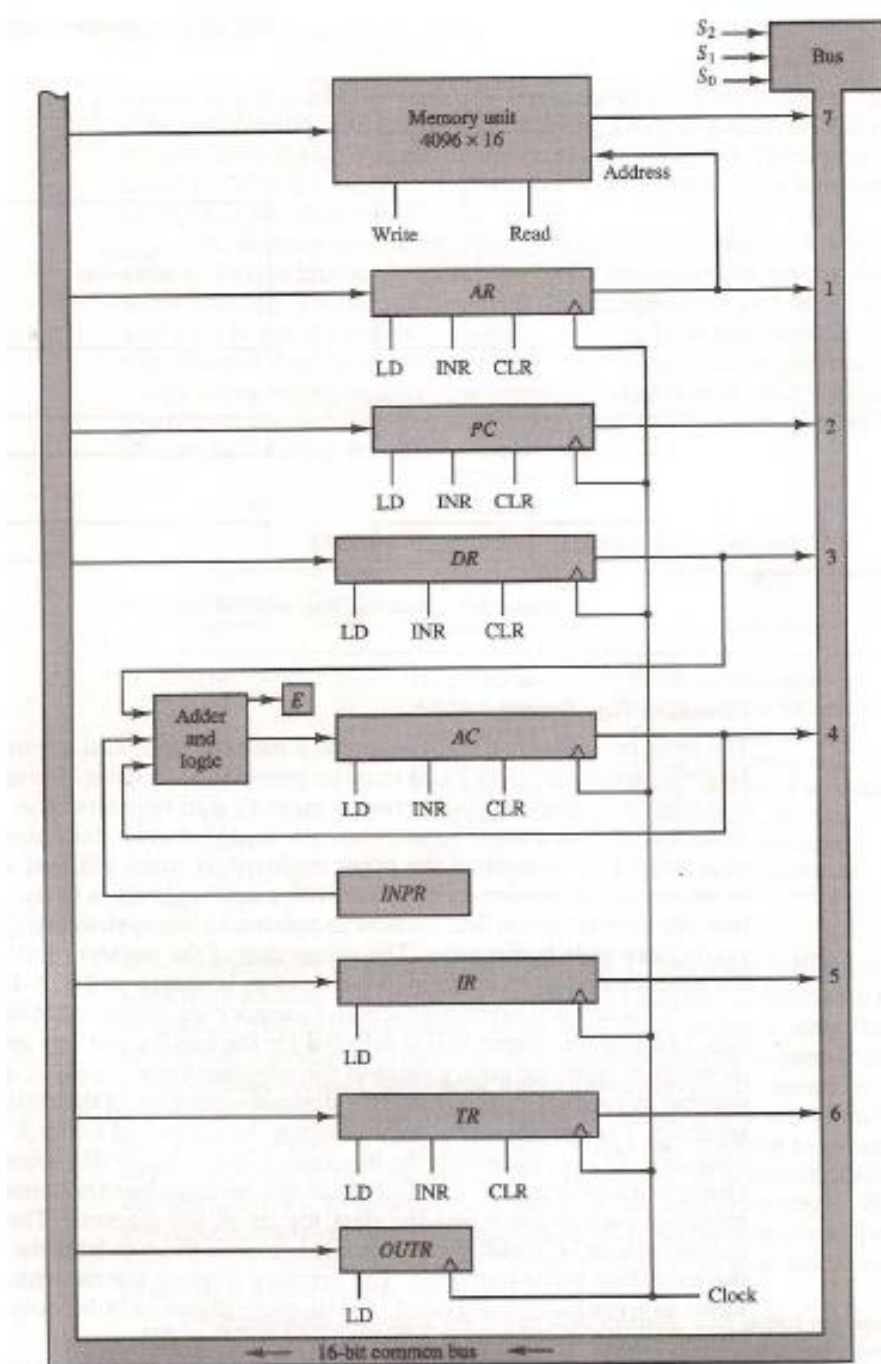 S2
S1
S0
Bus
Memory unit
4096 × 16
7
Address
Write Read
AR
1
LD INR CLR
PC
2
LD INR CLR
DR
3
LD INR CLR
E
Adder
and
logic
AC
4
LD INR CLR
INPR
IR
5
LD
TR
6
LD INR CLR
OUTR
LD
Clock
16-bit common bus